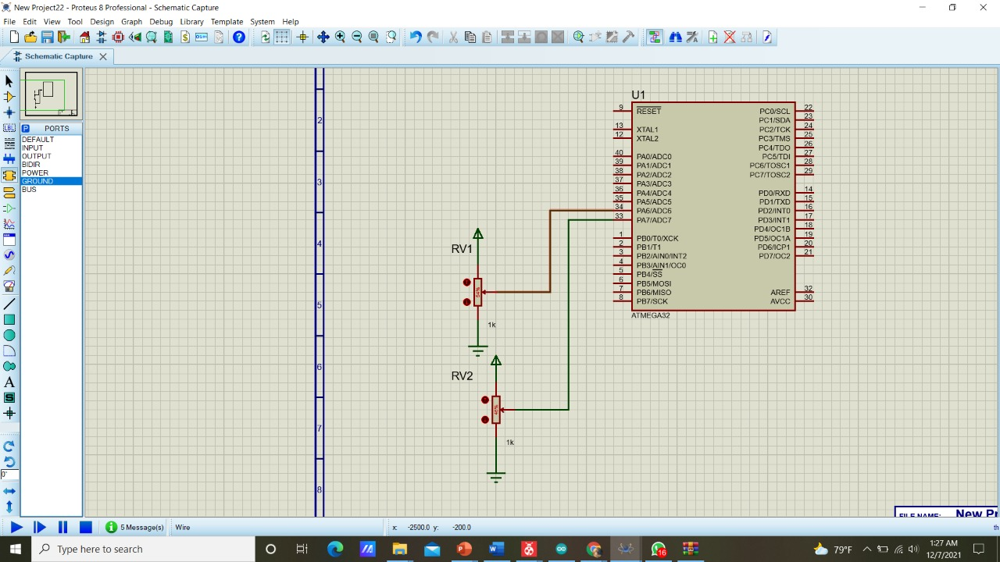 New Project22 - Proteus 8 Professional - Schematic Capture
File Edit View Tool Design Graph Debug Library Template System Help
Schematic Capture
P PORTS
DEFAULT
INPUT
OUTPUT
BIDIR
POWER
GROUND
BUS
LBL
A
S
0°
2
3
4
5
6
7
8
U1
9 RESET PC0/SCL 22
PC1/SDA 23
13 XTAL1 PC2/TCK 24
12 XTAL2 PC3/TMS 25
PC4/TDO 26
40 PA0/ADC0 PC5/TDI 27
39 PA1/ADC1 PC6/TOSC1 28
38 PA2/ADC2 PC7/TOSC2 29
37 PA3/ADC3
36 PA4/ADC4 PD0/RXD 14
35 PA5/ADC5 PD1/TXD 15
34 PA6/ADC6 PD2/INT0 16
33 PA7/ADC7 PD3/INT1 17
PD4/OC1B 18
1 PB0/T0/XCK PD5/OC1A 19
2 PB1/T1 PD6/ICP1 20
3 PB2/AIN0/INT2 PD7/OC2 21
4 PB3/AIN1/OC0
5 PB4/SS
6 PB5/MOSI
7 PB6/MISO AREF 32
8 PB7/SCK AVCC 30
ATMEGA32
RV1
54%
1k
RV2
1k
FILE NAME: New Pr
5 Message(s) Wire x: -2500.0 y: -200.0 th
Type here to search
16
79°F
1:27 AM
12/7/2021